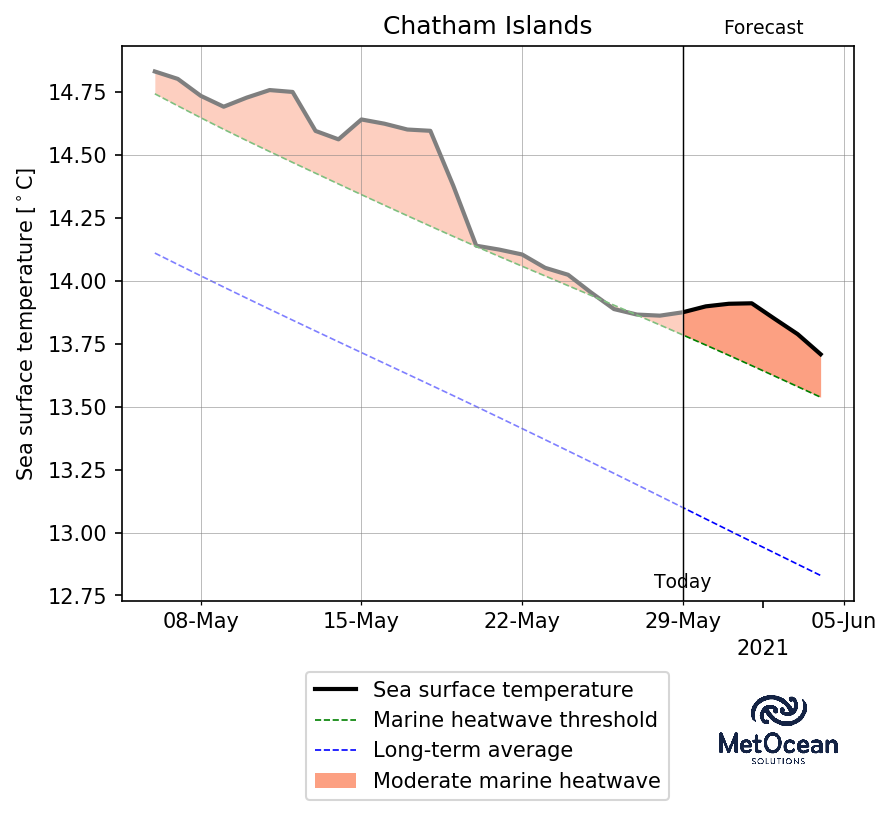 Chatham Islands
Forecast
Sea surface temperature [˚C]
14.75
14.50
14.25
14.00
13.75
13.50
13.25
13.00
12.75
Today
08-May 15-May 22-May 29-May 05-Jun
2021
Sea surface temperature
Marine heatwave threshold
Long-term average
Moderate marine heatwave
MetOcean
SOLUTIONS